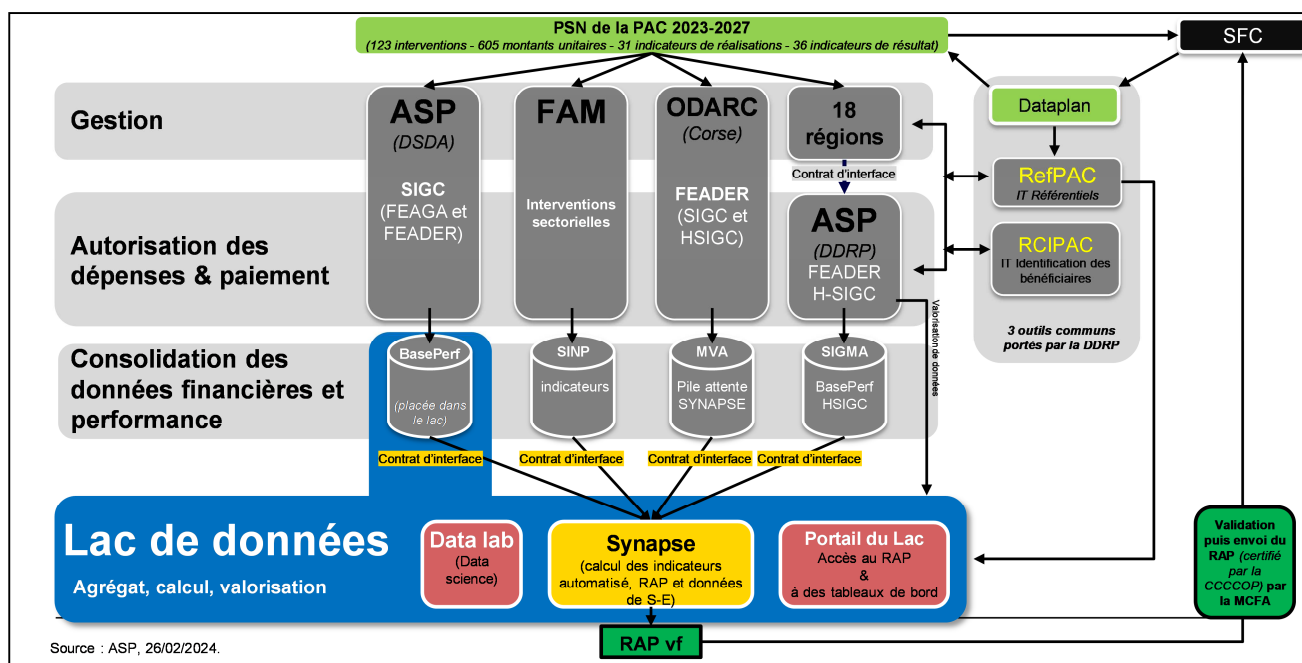 PSN de la PAC 2023-2027
(123 interventions - 605 montants unitaires - 31 indicateurs de réalisations - 36 indicateurs de résultat)
SFC
Gestion
ASP
(DSDA)
SIGC
(FEAGA et
FEADER)
FAM
Interventions
sectorielles
ODARC
(Corse)
FEADER
(SIGC et
HSIGC)
18
régions
Contrat d'interface
ASP
(DDRP)
FEADER
H-SIGC
Dataplan
RefPAC
IT Référentiels
RCIPAC
IT Identification des
bénéficiaires
3 outils communs
portés par la DDRP
Autorisation des
dépenses & paiement
Valorisation de données
Consolidation des
données financières et
performance
BasePerf
(placée dans
le lac)
SINP
indicateurs
MVA
Pile attente
SYNAPSE
SIGMA
BasePerf
HSIGC
Contrat d'interface
Contrat d'interface
Contrat d'interface
Contrat d'interface
Lac de données
Agrégat, calcul, valorisation
Data lab
(Data
science)
Synapse
(calcul des indicateurs
automatisé, RAP et données
de S-E)
Portail du Lac
Accès au RAP
&
à des tableaux de bord
Validation
puis envoi du
RAP (certifié
par la
CCCCOP) par
la MCFA
RAP vf
Source : ASP, 26/02/2024.